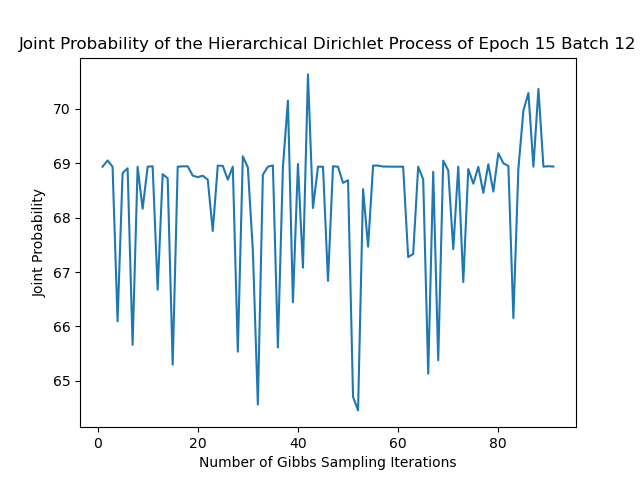 Joint Probability of the Hierarchical Dirichlet Process of Epoch 15 Batch 12
70
69
68
67
66
65
Joint Probability
0 20 40 60 80
Number of Gibbs Sampling Iterations